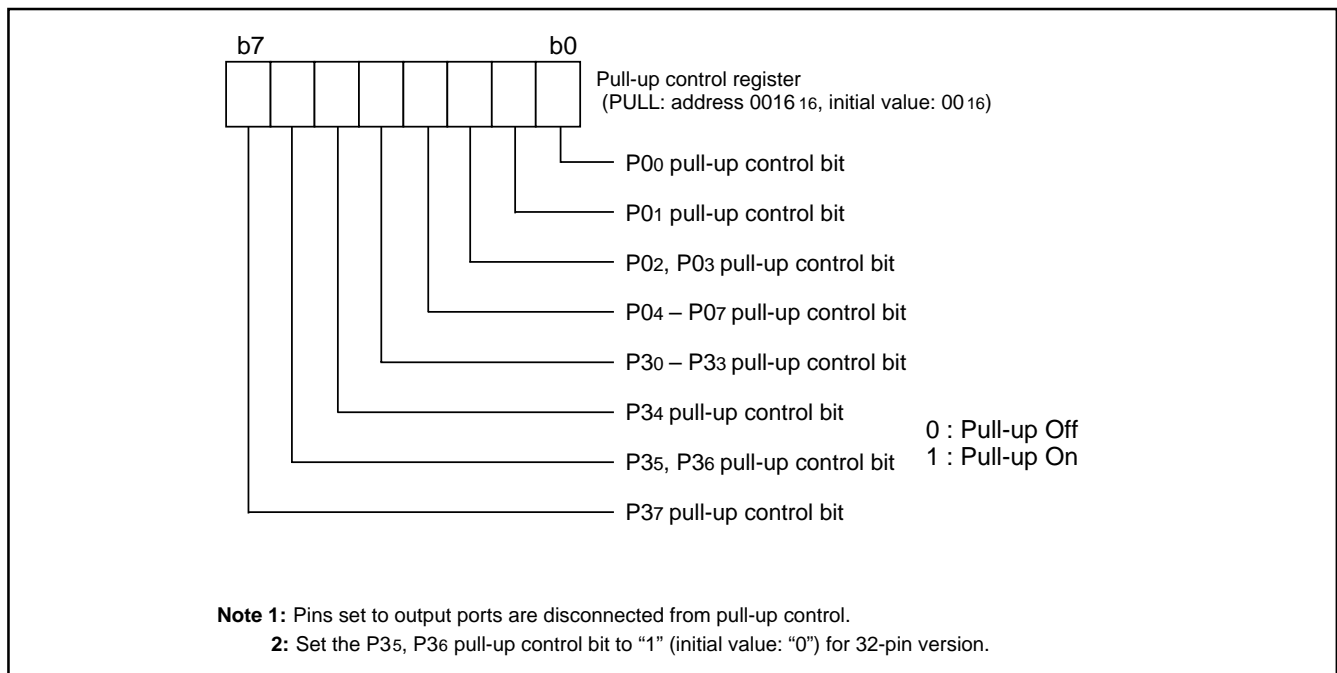 b7 b0
Pull-up control register
(PULL: address 0016 16, initial value: 00 16)
P00 pull-up control bit
P01 pull-up control bit
P02, P03 pull-up control bit
P04 – P07 pull-up control bit
P30 – P33 pull-up control bit
P34 pull-up control bit
P35, P36 pull-up control bit
P37 pull-up control bit
0 : Pull-up Off
1 : Pull-up On
Note 1: Pins set to output ports are disconnected from pull-up control.
2: Set the P35, P36 pull-up control bit to “1” (initial value: “0”) for 32-pin version.